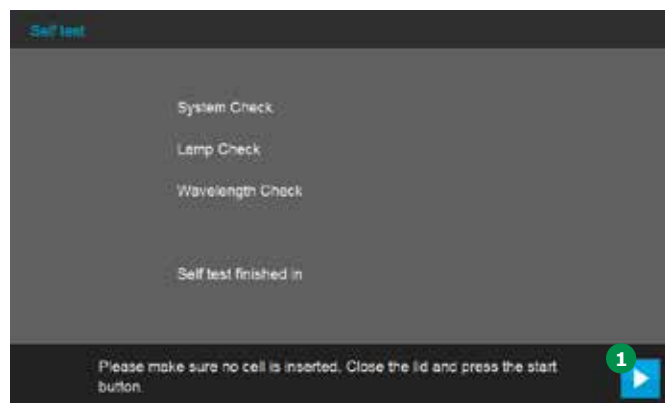 Self test
System Check
Lamp Check
Wavelength Check
Self test finished in
Please make sure no cell is inserted. Close the lid and press the start
button.
1